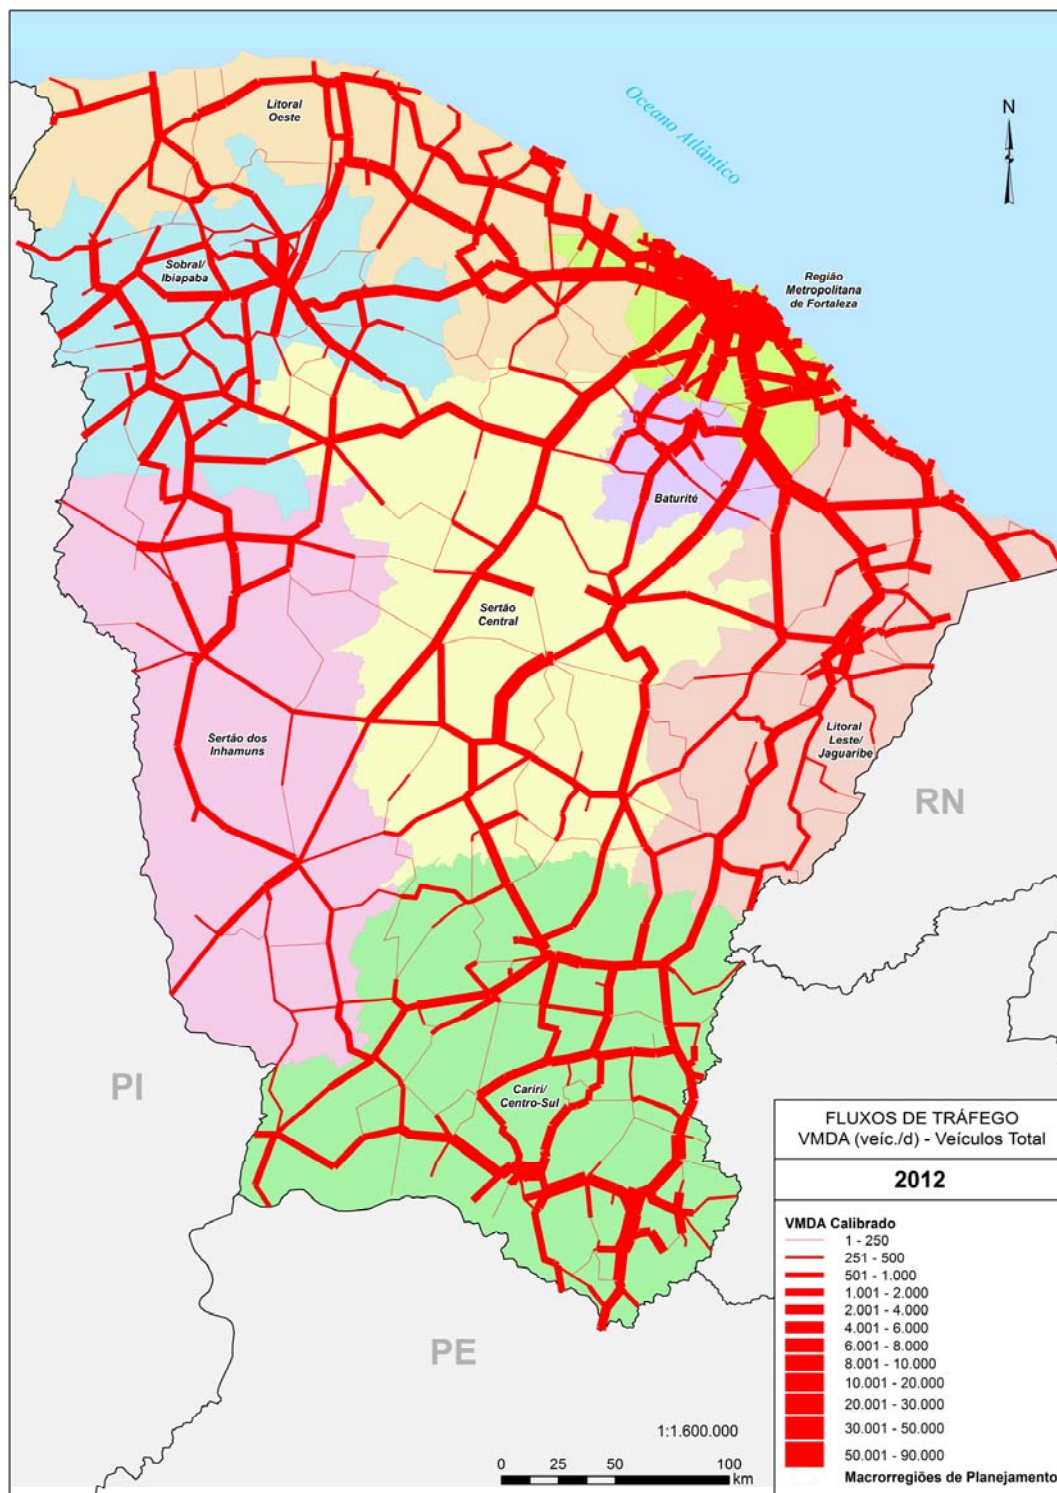 Litoral
Oeste
Oceano Atlântico
N
Sobral/
Ibiapaba
Região
Metropolitana
de Fortaleza
Baturité
Sertão
Central
Sertão dos
Inhamuns
Litoral
Leste/
Jaguaribe
RN
PI
Cariri/
Centro-Sul
PE
FLUXOS DE TRÁFEGO
VMDA (veíc./d) - Veículos Total
2012
VMDA Calibrado
1 - 250
251 - 500
501 - 1.000
1.001 - 2.000
2.001 - 4.000
4.001 - 6.000
6.001 - 8.000
8.001 - 10.000
10.001 - 20.000
20.001 - 30.000
30.001 - 50.000
50.001 - 90.000
Macrorregiões de Planejamento
1:1.600.000
0 25 50 100
km